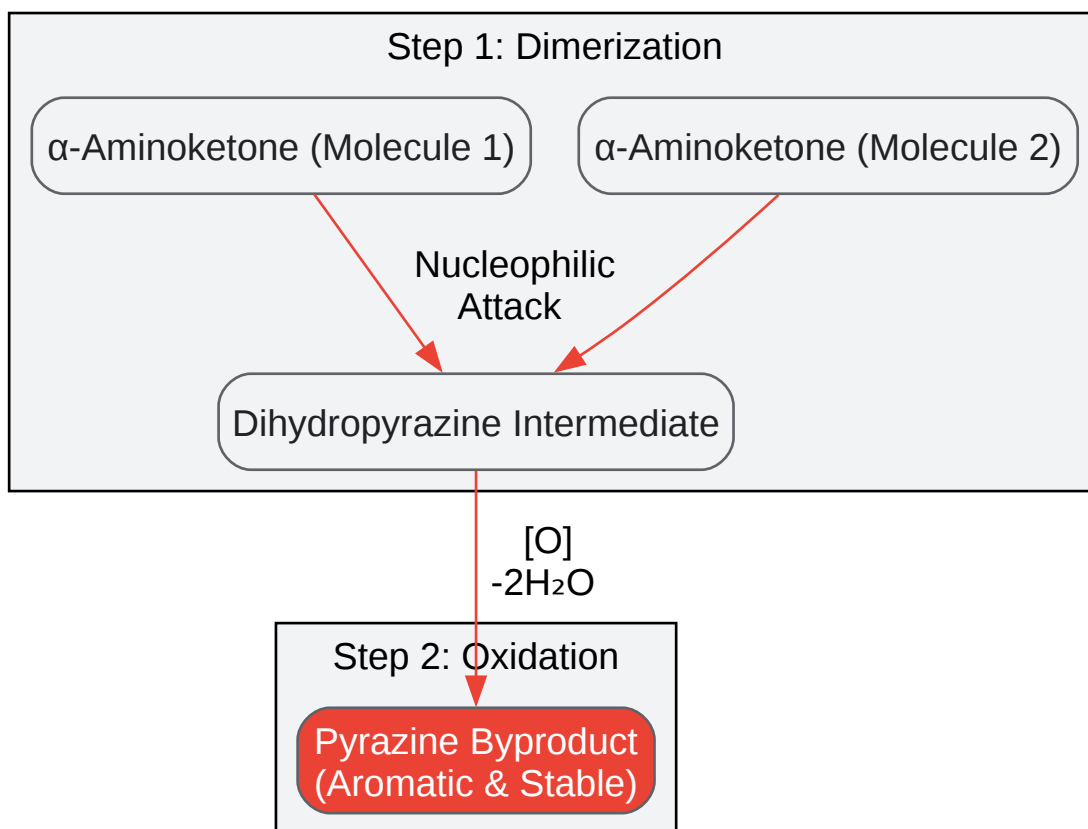 Step 1: Dimerization
α-Aminoketone (Molecule 1)
α-Aminoketone (Molecule 2)
Nucleophilic
Attack
Dihydropyrazine Intermediate
[O]
-2H₂O
Step 2: Oxidation
Pyrazine Byproduct
(Aromatic & Stable)